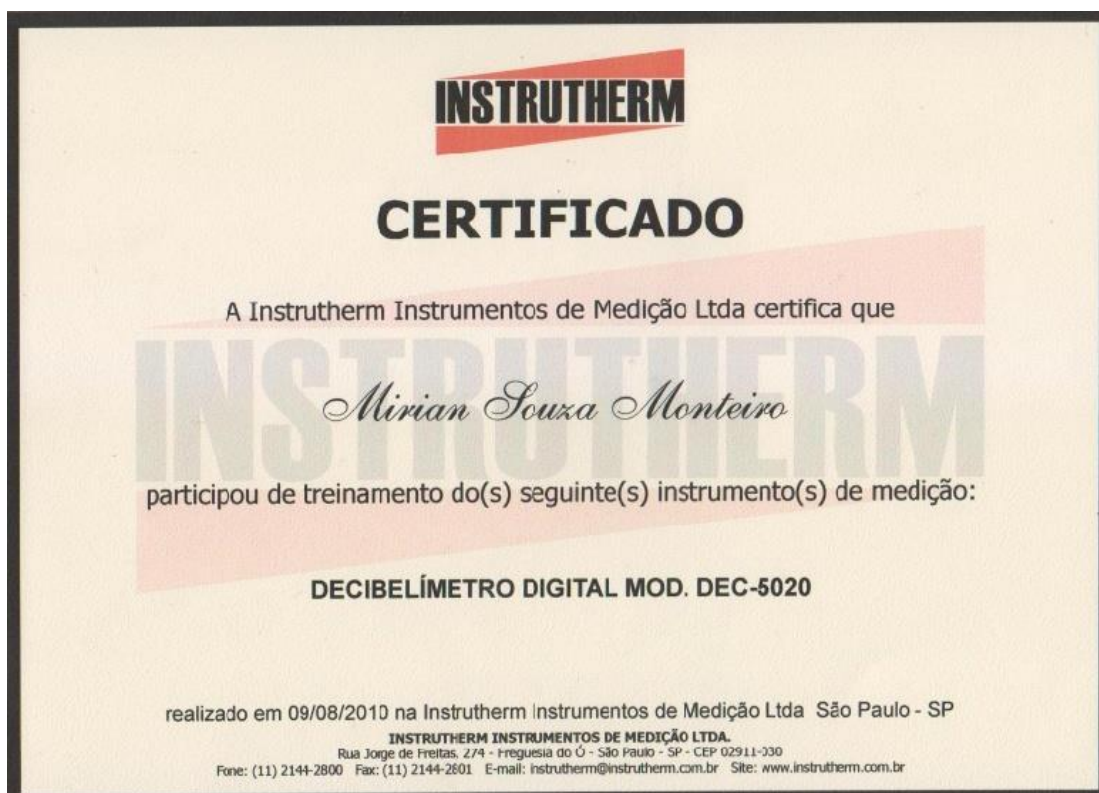 INSTRUTHERM
CERTIFICADO
A Instrutherm Instrumentos de Medição Ltda certifica que
INSTRUTHERM
Mirian Souza Monteiro
participou de treinamento do(s) seguinte(s) instrumento(s) de medição:
DECIBELÍMETRO DIGITAL MOD. DEC-5020
realizado em 09/08/2010 na Instrutherm Instrumentos de Medição Ltda São Paulo - SP
INSTRUTHERM INSTRUMENTOS DE MEDIÇÃO LTDA.
Rua Jorge de Freitas, 274 - Freguesia do Ó - São Paulo - SP - CEP 02911-030
Fone: (11) 2144-2800 Fax: (11) 2144-2801 E-mail: instrutherm@instrutherm.com.br Site: www.instrutherm.com.br